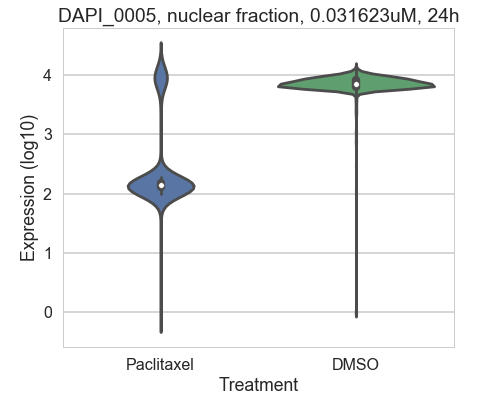 DAPI_0005, nuclear fraction, 0.031623uM, 24h
Expression (log10)
4
3
2
1
0
Paclitaxel DMSO
Treatment